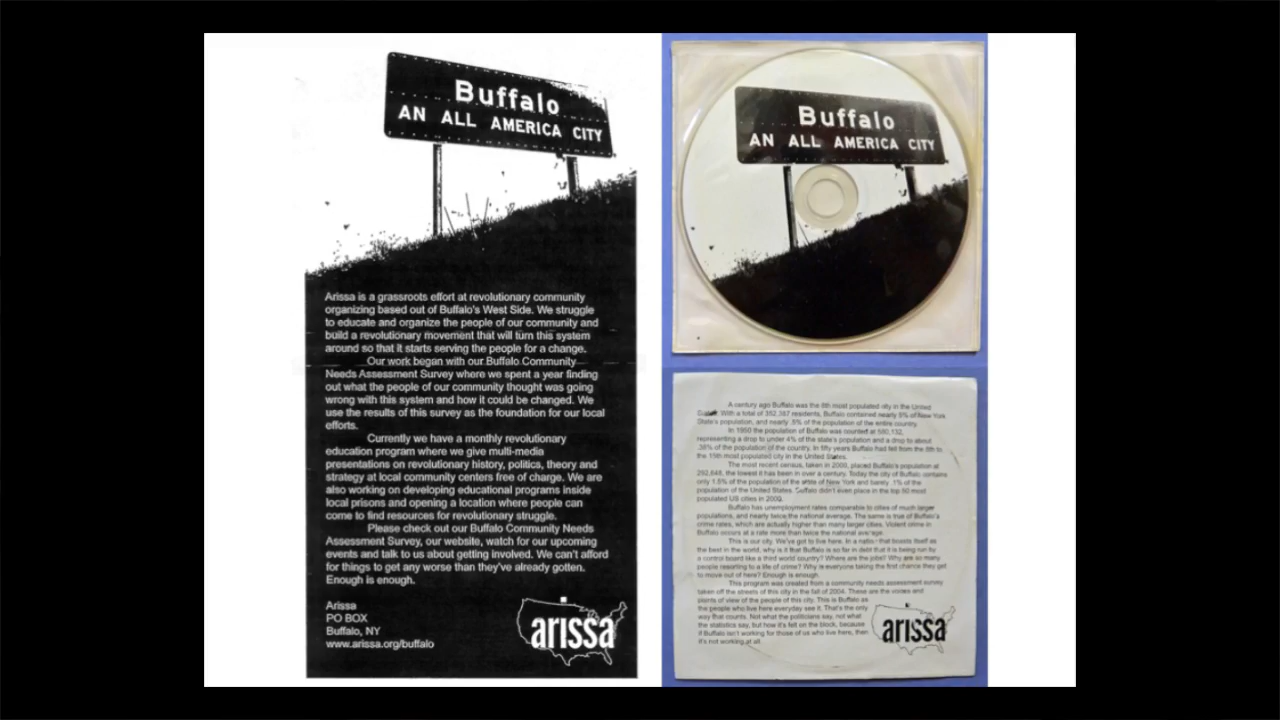 Buffalo
AN ALL AMERICA CITY
Arissa is a grassroots effort at revolutionary community
organizing based out of Buffalo's West Side. We struggle
to educate and organize the people of our community and
build a revolutionary movement that will turn this system
around so that it starts serving the people for a change.
Our work began with our Buffalo Community
Needs Assessment Survey where we spent a year finding
out what the people of our community thought was going
wrong with this system and how it could be changed. We
use the results of this survey as the foundation for our local
efforts.
Currently we have a monthly revolutionary
education program where we give multi-media
presentations on revolutionary history, politics, theory and
strategy at local community centers free of charge. We are
also working on developing educational programs inside
local prisons and opening a location where people can
come to find resources for revolutionary struggle.
Please check out our Buffalo Community Needs
Assessment Survey, our website, watch for our upcoming
events and talk to us about getting involved. We can't afford
for things to get any worse than they've already gotten.
Enough is enough.
Arissa
PO BOX
Buffalo, NY
www.arissa.org/buffalo
arissa
Buffalo
AN ALL AMERICA CITY
A century ago Buffalo was the 8th most populated city in the United
With a total of 352,387 residents, Buffalo contained nearly 5% of New York
State's population, and nearly .5% of the population of the entire country.
In 1950 the population of Buffalo was counted at 580,132,
representing a drop to under 4% of the state's population and a drop to about
.38% of the population of the country. In fifty years Buffalo had fell from the 8th to
the 15th most populated city in the United States.
The most recent census, taken in 2000, placed Buffalo's population at
292,648, the lowest it has been in over a century. Today the city of Buffalo contains
only 1.5% of the population of the state of New York and barely .1% of the
population of the United States. Buffalo didn't even place in the top 50 most
populated US cities in 2000.
Buffalo has unemployment rates comparable to cities of much larger
populations, and nearly twice the national average. The same is true of Buffalo's
crime rates, which are actually higher than many larger cities. Violent crime in
Buffalo occurs at a rate more than twice the national average.
This is our city. We've got to live here. In a nation that boasts itself as
the best in the world, why is it that Buffalo is so far in debt that it is being run by
a control board like a third world country? Where are the jobs? Why are so many
people resorting to a life of crime? Why is everyone taking the first chance they get
to move out of here? Enough is enough.
This program was created from a community needs assessment survey
taken off the streets of this city in the fall of 2004. These are the voices and
points of view of the people of this city. This is Buffalo as
the people who live here everyday see it. That's the only
way that counts. Not what the politicians say, not what
the statistics say, but how it's felt on the block, because
if Buffalo isn't working for those of us who live here, then
it's not working at all.
arissa